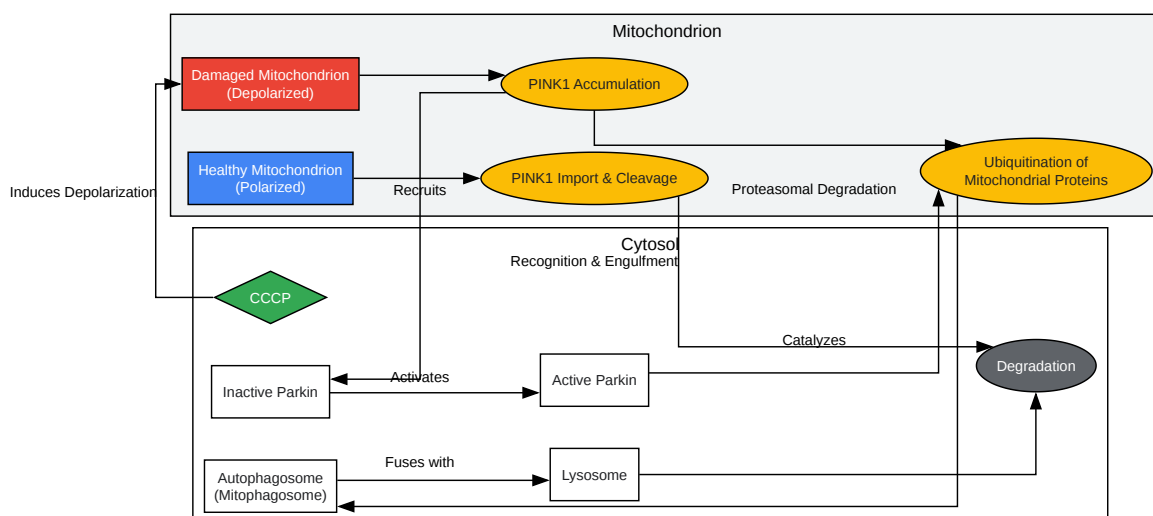 Mitochondrion
Damaged Mitochondrion
(Depolarized)
PINK1 Accumulation
Healthy Mitochondrion
(Polarized)
Recruits
PINK1 Import & Cleavage
Proteasomal Degradation
Ubiquitination of
Mitochondrial Proteins
Induces Depolarization
Cytosol
Recognition & Engulfment
CCCP
Catalyzes
Degradation
Inactive Parkin
Activates
Active Parkin
Autophagosome
(Mitophagosome)
Fuses with
Lysosome